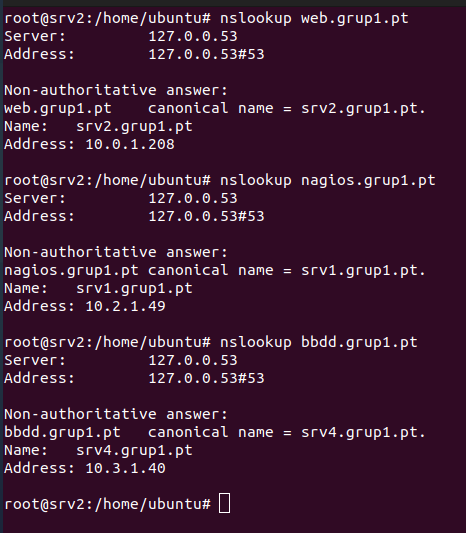 root@srv2:/home/ubuntu# nslookup web.grup1.pt
Server:         127.0.0.53
Address:        127.0.0.53#53

Non-authoritative answer:
web.grup1.pt    canonical name = srv2.grup1.pt.
Name:   srv2.grup1.pt
Address: 10.0.1.208

root@srv2:/home/ubuntu# nslookup nagios.grup1.pt
Server:         127.0.0.53
Address:        127.0.0.53#53

Non-authoritative answer:
nagios.grup1.pt canonical name = srv1.grup1.pt.
Name:   srv1.grup1.pt
Address: 10.2.1.49

root@srv2:/home/ubuntu# nslookup bbdd.grup1.pt
Server:         127.0.0.53
Address:        127.0.0.53#53

Non-authoritative answer:
bbdd.grup1.pt   canonical name = srv4.grup1.pt.
Name:   srv4.grup1.pt
Address: 10.3.1.40

root@srv2:/home/ubuntu#